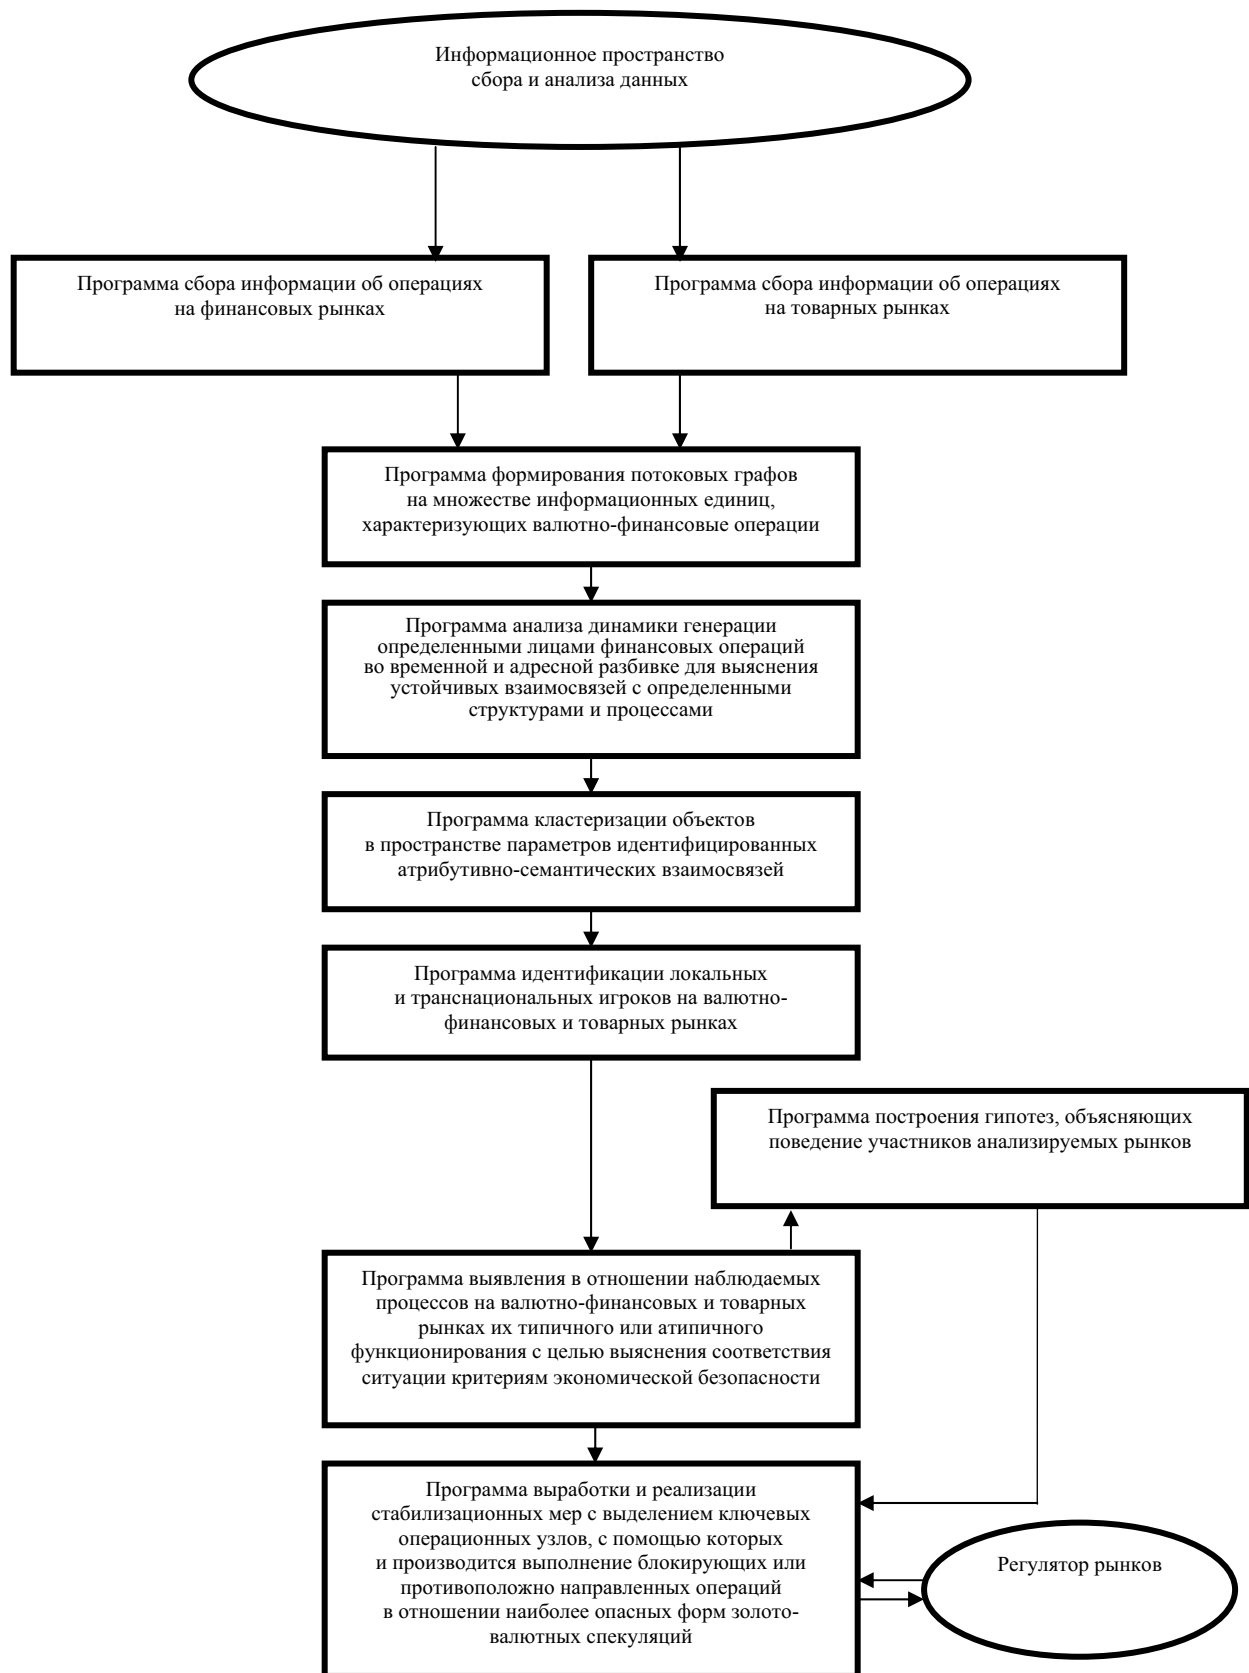 Информационное пространство
сбора и анализа данных
Программа сбора информации об операциях
на финансовых рынках
Программа сбора информации об операциях
на товарных рынках
Программа формирования потоковых графов
на множестве информационных единиц,
характеризующих валютно-финансовые операции
Программа анализа динамики генерации
определенными лицами финансовых операций
во временной и адресной разбивке для выяснения
устойчивых взаимосвязей с определенными
структурами и процессами
Программа кластеризации объектов
в пространстве параметров идентифицированных
атрибутивно-семантических взаимосвязей
Программа идентификации локальных
и транснациональных игроков на валютно-
финансовых и товарных рынках
Программа построения гипотез, объясняющих
поведение участников анализируемых рынков
Программа выявления в отношении наблюдаемых
процессов на валютно-финансовых и товарных
рынках их типичного или атипичного
функционирования с целью выяснения соответствия
ситуации критериям экономической безопасности
Программа выработки и реализации
стабилизационных мер с выделением ключевых
операционных узлов, с помощью которых
и производится выполнение блокирующих или
противоположно направленных операций
в отношении наиболее опасных форм золото-
валютных спекуляций
Регулятор рынков